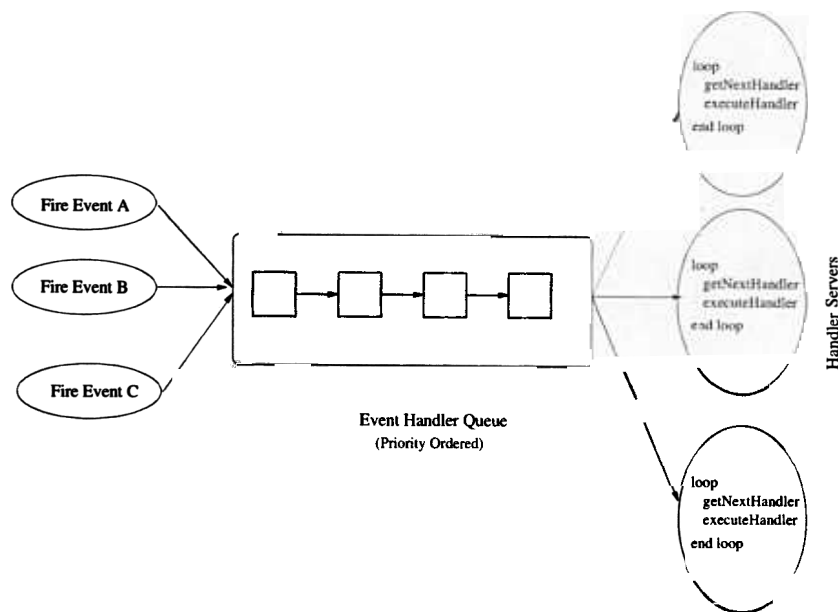 loop
getNextHandler
executeHandler
end loop
Fire Event A
Fire Event B
Fire Event C
loop
getNextHandler
executeHandler
end loop
Handler Servers
Event Handler Queue
(Priority Ordered)
loop
getNextHandler
executeHandler
end loop